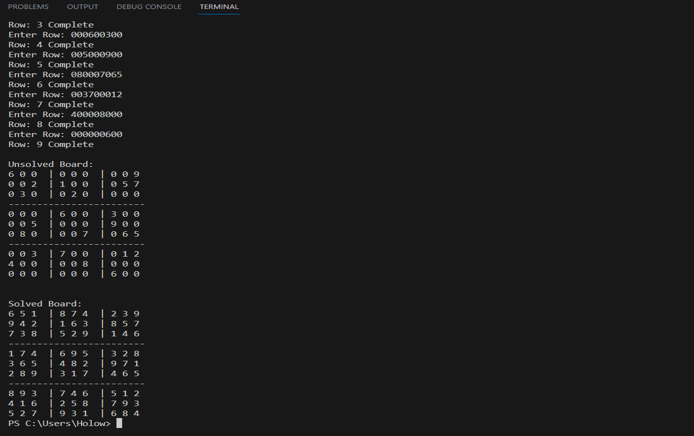 PROBLEMS OUTPUT DEBUG CONSOLE TERMINAL
Row: 3 Complete
Enter Row: 000600300
Row: 4 Complete
Enter Row: 005000900
Row: 5 Complete
Enter Row: 080007065
Row: 6 Complete
Enter Row: 003700012
Row: 7 Complete
Enter Row: 400008000
Row: 8 Complete
Enter Row: 000000600
Row: 9 Complete
Unsolved Board:
6 0 0 | 0 0 0 | 0 0 9
0 0 2 | 1 0 0 | 0 5 7
0 3 0 | 0 2 0 | 0 0 0
------------------------
0 0 0 | 6 0 0 | 3 0 0
0 0 5 | 0 0 0 | 9 0 0
0 8 0 | 0 0 7 | 0 6 5
------------------------
0 0 3 | 7 0 0 | 0 1 2
4 0 0 | 0 0 8 | 0 0 0
0 0 0 | 0 0 0 | 6 0 0
Solved Board:
6 5 1 | 8 7 4 | 2 3 9
9 4 2 | 1 6 3 | 8 5 7
7 3 8 | 5 2 9 | 1 4 6
------------------------
1 7 4 | 6 9 5 | 3 2 8
3 6 5 | 4 8 2 | 9 7 1
2 8 9 | 3 1 7 | 4 6 5
------------------------
8 9 3 | 7 4 6 | 5 1 2
4 1 6 | 2 5 8 | 7 9 3
5 2 7 | 9 3 1 | 6 8 4
PS C:\Users\Holow>